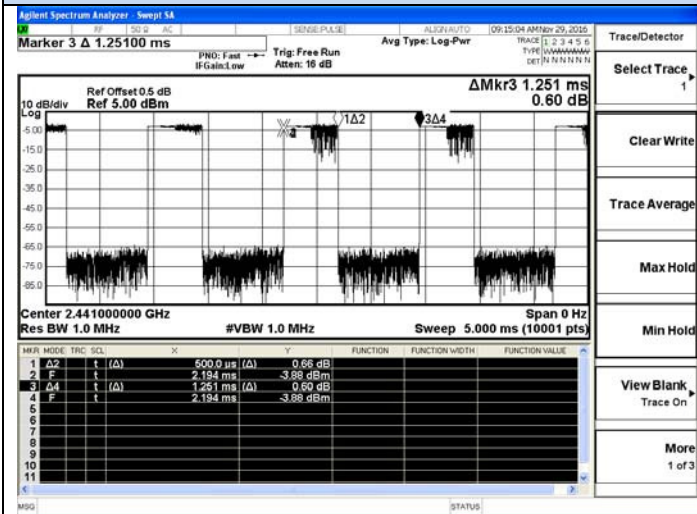 Agilent Spectrum Analyzer - Swept SA
RF 50 Ω AC SENSE:PULSE ALIGN AUTO 09:15:04 AM Nov 29, 2016
Marker 3 Δ 1.25100 ms
PNO: Fast
IFGain:Low
Trig: Free Run
Atten: 16 dB
Avg Type: Log-Pwr
TRACE 1 2 3 4 5 6
TYPE WWWWWW
DET N N N N N N
Ref Offset 0.5 dB
10 dB/div Ref 5.00 dBm
Log
ΔMkr3 1.251 ms
0.60 dB
1Δ2
3Δ4
-5.00
-15.0
-25.0
-35.0
-45.0
-55.0
-65.0
-75.0
-85.0
Center 2.441000000 GHz Span 0 Hz
Res BW 1.0 MHz #VBW 1.0 MHz Sweep 5.000 ms (10001 pts)
MKR MODE TRC SCL X Y FUNCTION FUNCTION WIDTH FUNCTION VALUE
1 Δ2 t (Δ) 500.0 µs (Δ) 0.66 dB
2 F t 2.194 ms -3.88 dBm
3 Δ4 t (Δ) 1.251 ms (Δ) 0.60 dB
4 F t 2.194 ms -3.88 dBm
5
6
7
8
9
10
11
MSG STATUS
Trace/Detector
Select Trace
1
Clear Write
Trace Average
Max Hold
Min Hold
View Blank
Trace On
More
1 of 3